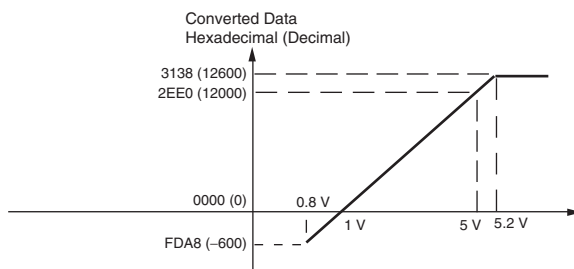 Converted Data
Hexadecimal (Decimal)
3138 (12600)
2EE0 (12000)
0000 (0)
0.8 V
1 V
5 V
5.2 V
FDA8 (–600)